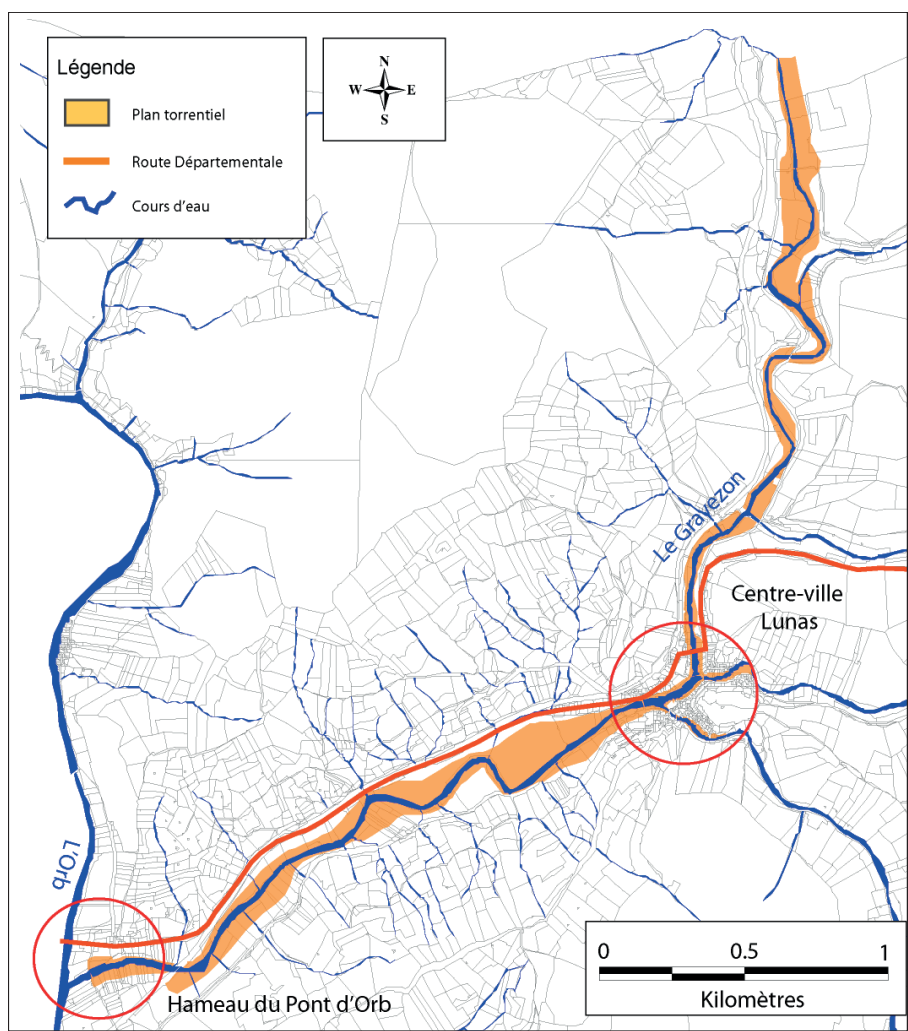 Légende
Plan torrentiel
Route Départementale
Cours d'eau
N
W E
S
Le Gravezon
Centre-ville
Lunas
L'Orb
Hameau du Pont d'Orb
0 0.5 1
Kilomètres